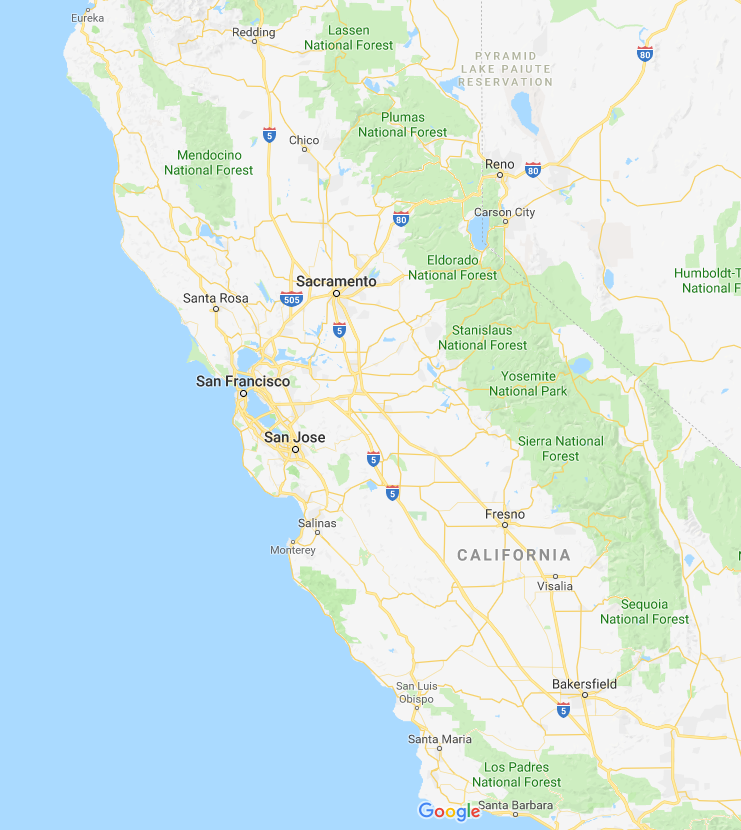 Eureka
Redding
Lassen
National Forest
PYRAMID
LAKE PAIUTE
RESERVATION
80
Plumas
National Forest
5
Chico
Mendocino
National Forest
Reno
80
Carson City
80
Eldorado
National Forest
Humboldt-T
National F
Sacramento
Santa Rosa
505
5
Stanislaus
National Forest
Yosemite
National Park
San Francisco
San Jose
Sierra National
Forest
5
5
Fresno
Salinas
Monterey
CALIFORNIA
Visalia
Sequoia
National Forest
San Luis
Obispo
Bakersfield
5
Santa Maria
Los Padres
National Forest
Google
Santa Barbara